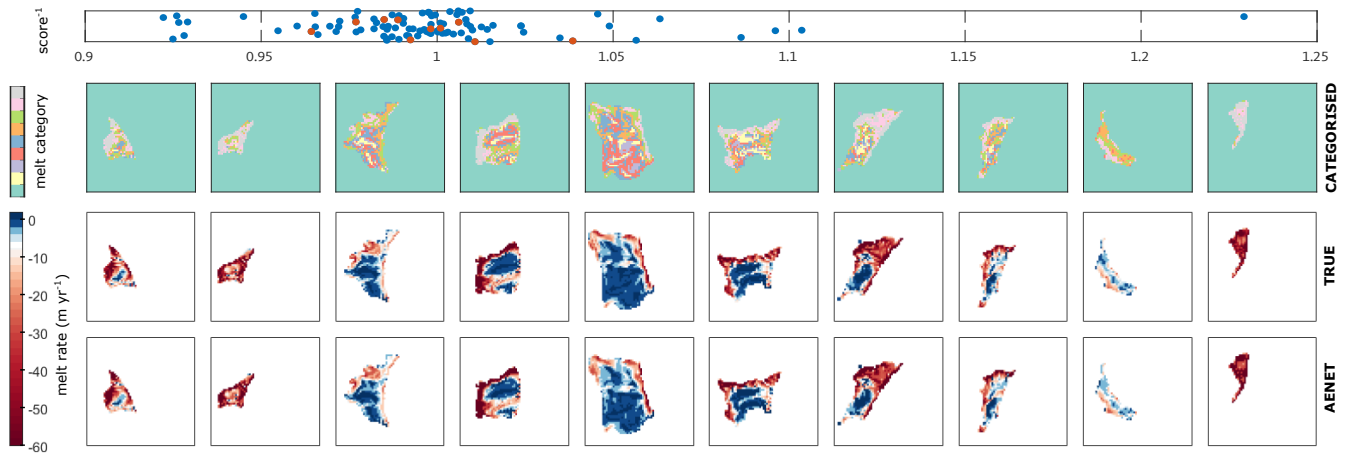 score⁻¹
0.9 0.95 1 1.05 1.1 1.15 1.2 1.25
melt category
CATEGORISED
melt rate (m yr⁻¹)
0
-10
-20
-30
-40
-50
-60
TRUE
AENET